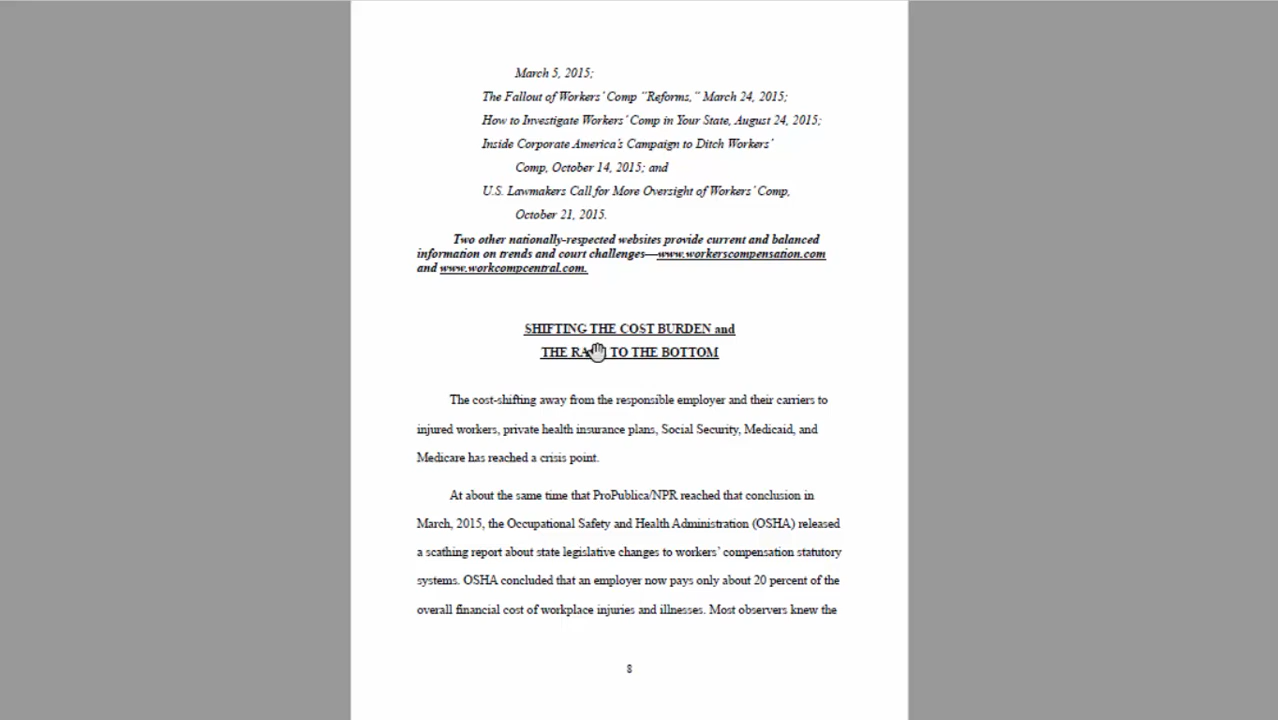 March 5, 2015;
The Fallout of Workers' Comp "Reforms," March 24, 2015;
How to Investigate Workers' Comp in Your State, August 24, 2015;
Inside Corporate America's Campaign to Ditch Workers'
Comp, October 14, 2015; and
U.S. Lawmakers Call for More Oversight of Workers' Comp,
October 21, 2015.
Two other nationally-respected websites provide current and balanced
information on trends and court challenges—www.workerscompensation.com
and www.workcompcentral.com.
SHIFTING THE COST BURDEN and
THE TO THE BOTTOM
The cost-shifting away from the responsible employer and their carriers to
injured workers, private health insurance plans, Social Security, Medicaid, and
Medicare has reached a crisis point.
At about the same time that ProPublica/NPR reached that conclusion in
March, 2015, the Occupational Safety and Health Administration (OSHA) released
a scathing report about state legislative changes to workers' compensation statutory
systems. OSHA concluded that an employer now pays only about 20 percent of the
overall financial cost of workplace injuries and illnesses. Most observers knew the
8